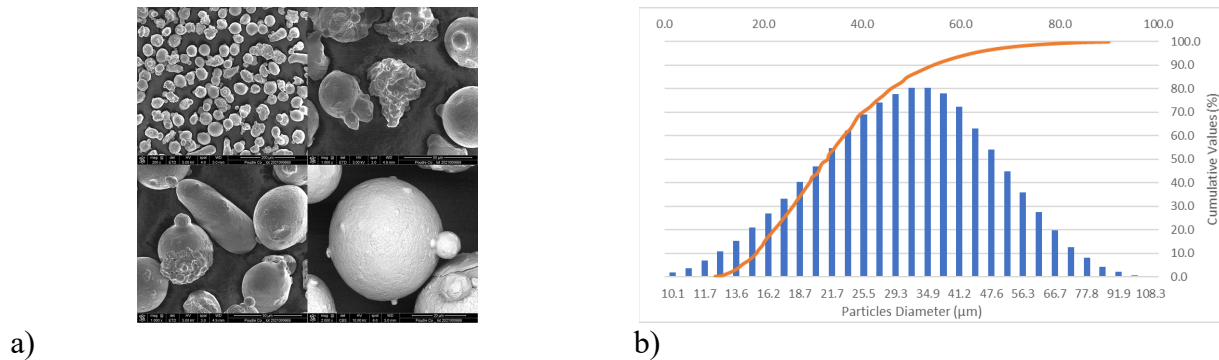 0.0 20.0 40.0 60.0 80.0 100.0
100.0
90.0
80.0
70.0
60.0
50.0
40.0
30.0
20.0
10.0
0.0
Cumulative Values (%)
10.1 11.7 13.6 16.2 18.7 21.7 25.5 29.3 34.9 41.2 47.6 56.3 66.7 77.8 91.9 108.3
Particles Diameter (μm)
a)
b)